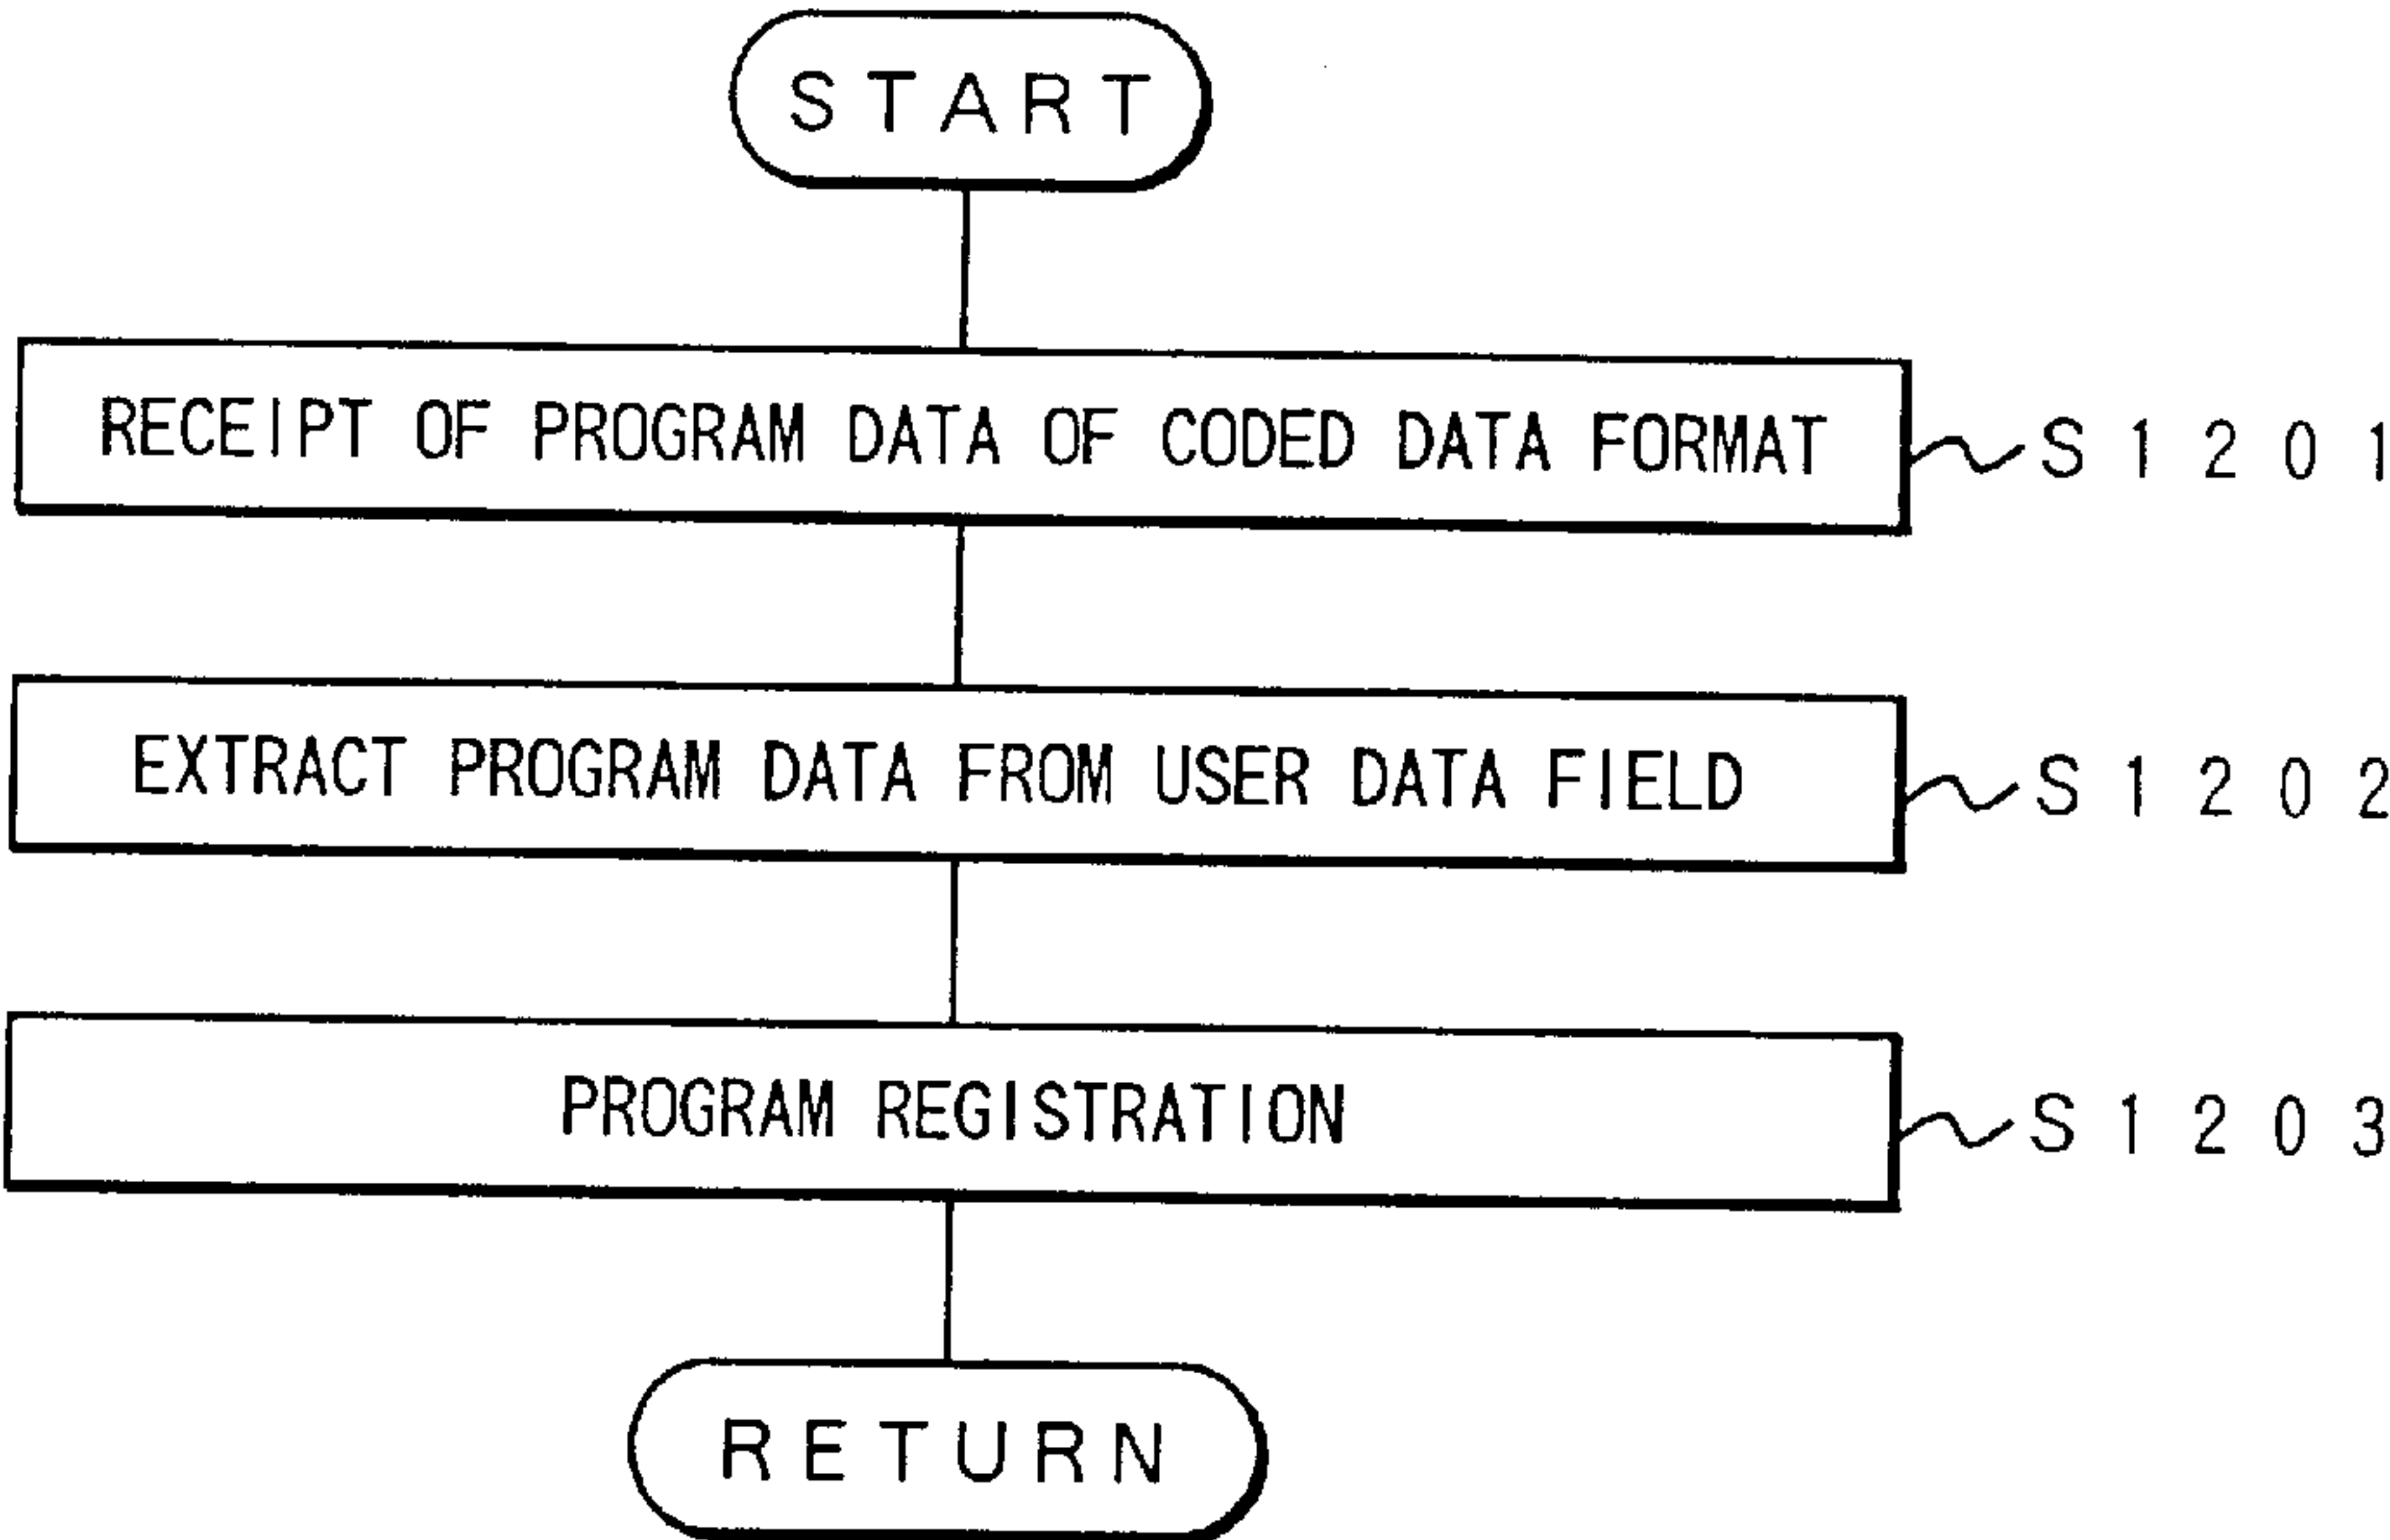 START
RECEIPT OF PROGRAM DATA OF CODED DATA FORMAT S1201
EXTRACT PROGRAM DATA FROM USER DATA FIELD S1202
PROGRAM REGISTRATION S1203
RETURN